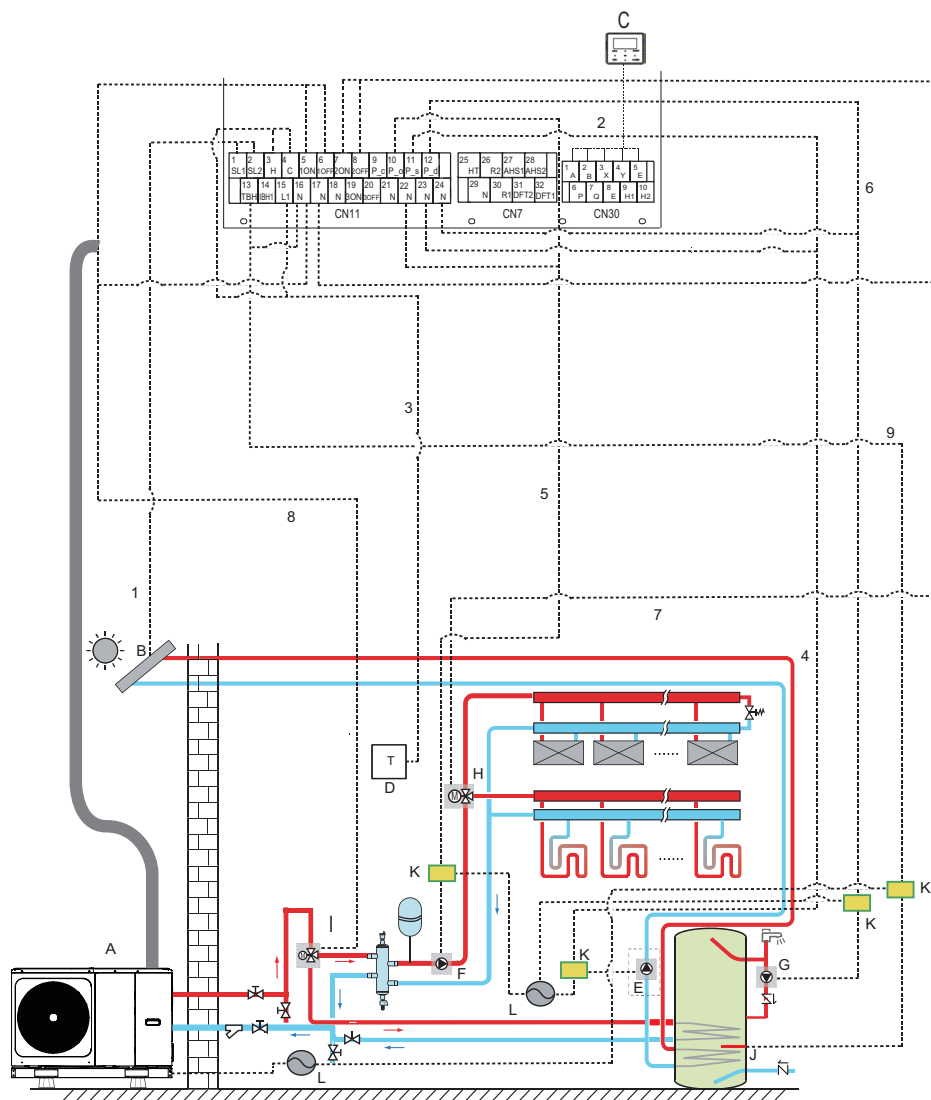 C
2
1 2 3 4 5 6 7 8 9 10 11 12
SL1 SL2 H C 1ON 1OFF 2ON 2OFF P_c P_o P_s P_d
13 14 15 16 17 18 19 20 21 22 23 24
TBH IBH1 L1 N N N 3ON 3OFF N N N N
CN11
25 26 27 28
HT R2 AHS1 AHS2
29 30 31 32
N R1 DFT2 DFT1
CN7
1 2 3 4 5
A B X Y E
6 7 8 9 10
P Q E H1 H2
CN30
6
3
9
5
8
1
7
B
4
T
D
H
M
K
K
K
A
I
M
F
K
E
G
L
J
L